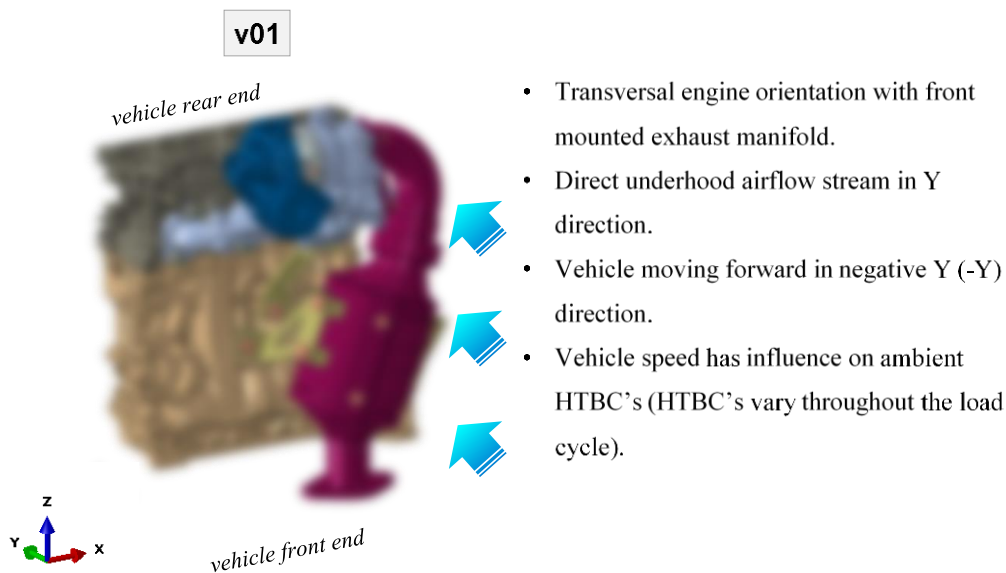 v01
vehicle rear end
• Transversal engine orientation with front
mounted exhaust manifold.
• Direct underhood airflow stream in Y
direction.
• Vehicle moving forward in negative Y (-Y)
direction.
• Vehicle speed has influence on ambient
HTBC’s (HTBC’s vary throughout the load
cycle).
Z
Y
X
vehicle front end